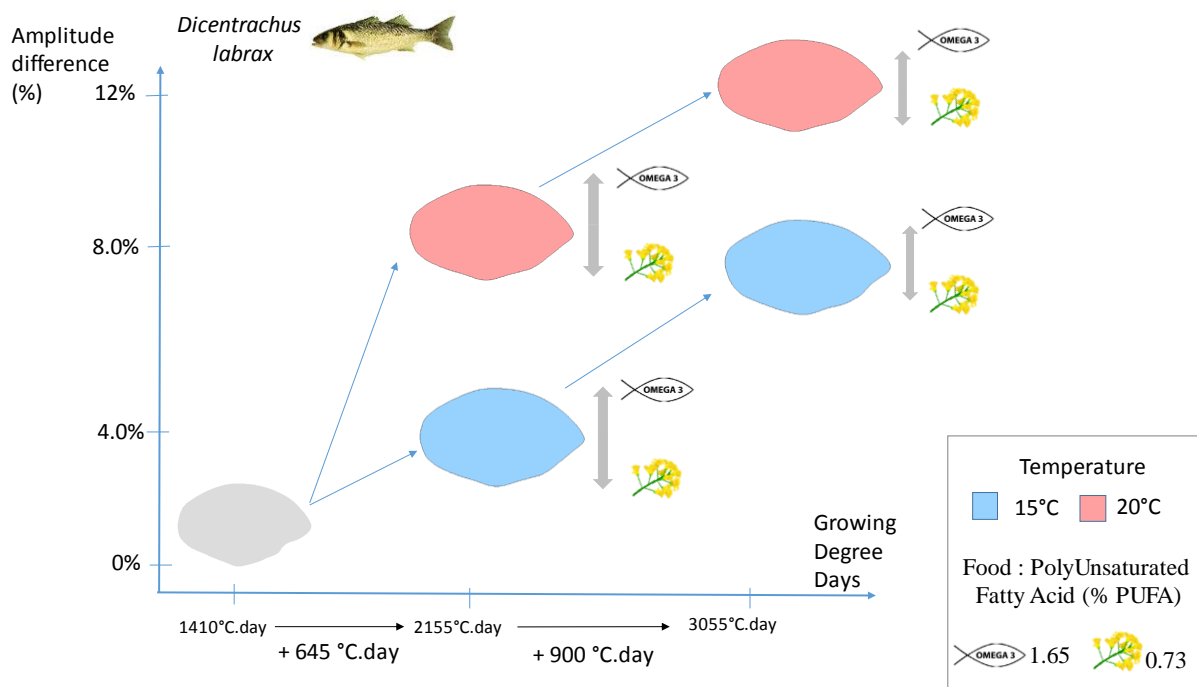 Amplitude
difference
(%)
Dicentrachus
labrax
12%
8.0%
4.0%
0%
OMEGA 3
OMEGA 3
OMEGA 3
OMEGA 3
1410°C.day
2155°C.day
3055°C.day
+ 645 °C.day
+ 900 °C.day
Growing
Degree
Days
Temperature
15°C
20°C
Food : PolyUnsaturated
Fatty Acid (% PUFA)
OMEGA 3 1.65 0.73